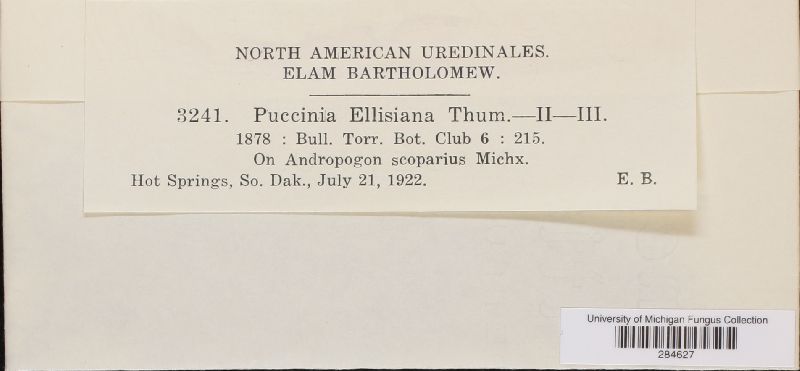 NORTH AMERICAN UREDINALES.
ELAM BARTHOLOMEW.
3241. Puccinia Ellisiana Thum.—II—III.
1878 : Bull. Torr. Bot. Club 6 : 215.
On Andropogon scoparius Michx.
Hot Springs, So. Dak., July 21, 1922. E. B.
University of Michigan Fungus Collection
284627